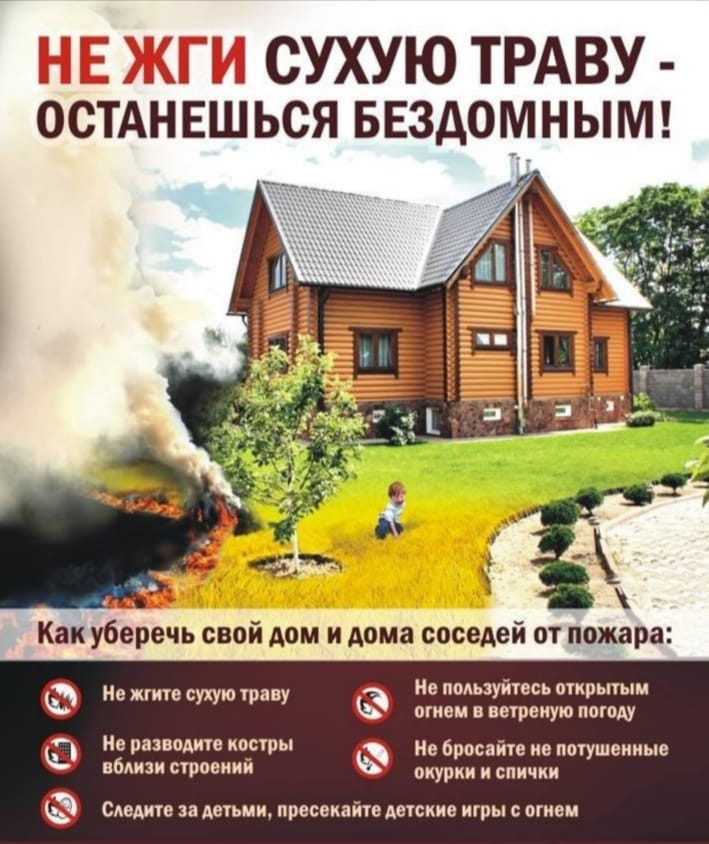 НЕ ЖГИ СУХУЮ ТРАВУ -
ОСТАНЕШЬСЯ БЕЗДОМНЫМ!
Как уберечь свой дом и дома соседей от пожара:
Не жгите сухую траву
Не разводите костры
вблизи строений
Не пользуйтесь открытым
огнем в ветреную погоду
Не бросайте не потушенные
окурки и спички
Следите за детьми, пресекайте детские игры с огнем